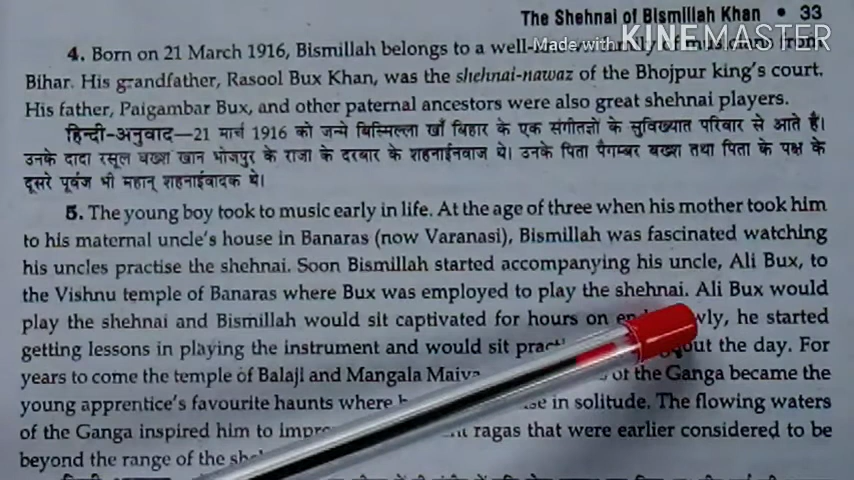 The Shehnai of Bismillah Khan • 33
Made with KINEMASTER
4. Born on 21 March 1916, Bismillah belongs to a well- of musicians from
Bihar. His grandfather, Rasool Bux Khan, was the shehnai-nawaz of the Bhojpur king's court.
His father, Paigambar Bux, and other paternal ancestors were also great shehnai players.
हिन्दी-अनुवाद—21 मार्च 1916 को जन्मे बिस्मिल्ला खाँ बिहार के एक संगीतज्ञों के सुविख्यात परिवार से आते हैं।
उनके दादा रसूल बख्श खान भोजपुर के राजा के दरबार के शहनाईनवाज थे। उनके पिता पैगम्बर बख्श तथा पिता के पक्ष के
दूसरे पूर्वज भी महान् शहनाईवादक थे।
5. The young boy took to music early in life. At the age of three when his mother took him
to his maternal uncle's house in Banaras (now Varanasi), Bismillah was fascinated watching
his uncles practise the shehnai. Soon Bismillah started accompanying his uncle, Ali Bux, to
the Vishnu temple of Banaras where Bux was employed to play the shehnai. Ali Bux would
play the shehnai and Bismillah would sit captivated for hours on he started
getting lessons in playing the instrument and would sit the day. For
years to come the temple of Balaji and Mangala Maiya of the Ganga became the
young apprentice's favourite haunts where in solitude. The flowing waters
of the Ganga inspired him to ragas that were earlier considered to be
beyond the range of the